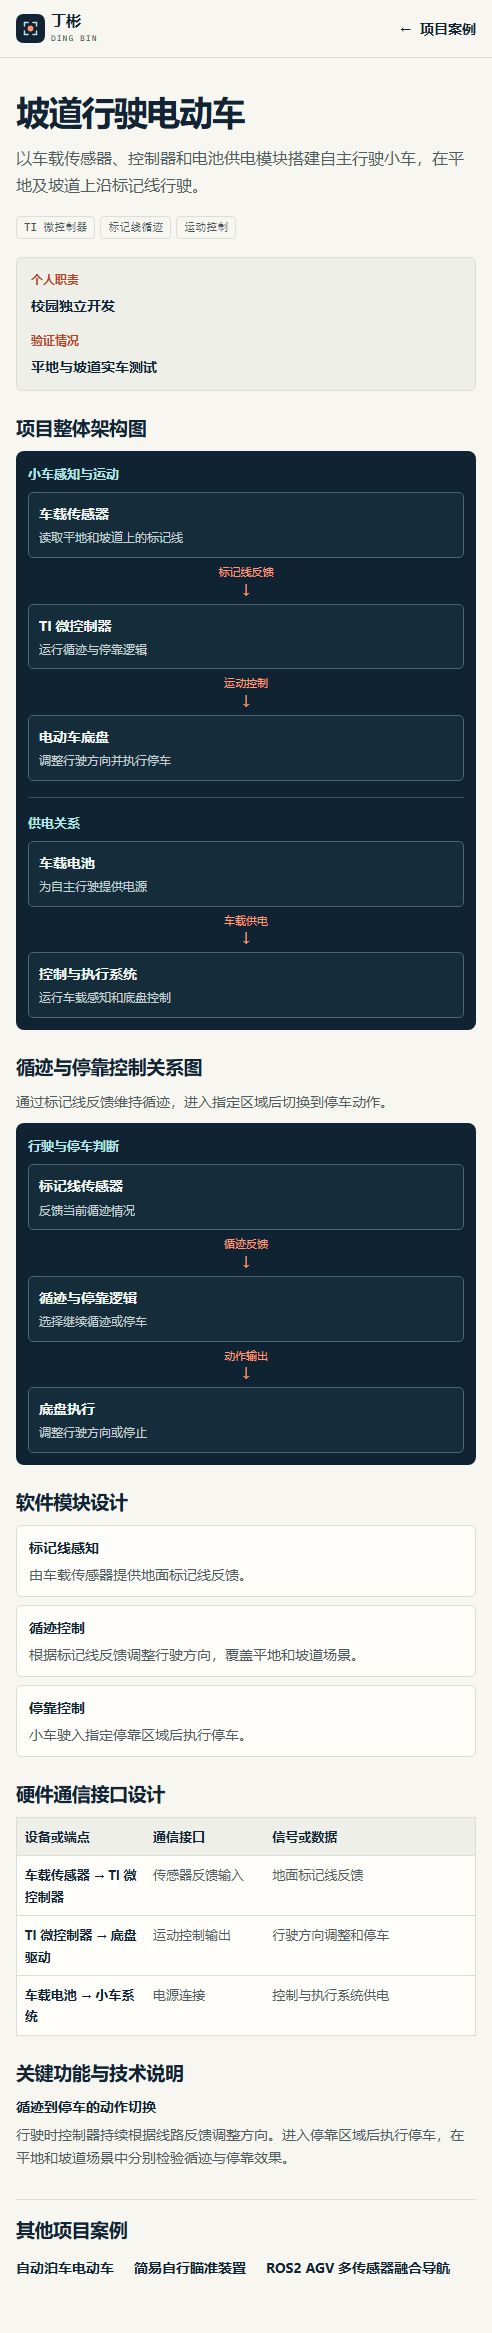 丁彬
DING BIN
← 项目案例
坡道行驶电动车
以车载传感器、控制器和电池供电模块搭建自主行驶小车，在平
地及坡道上沿标记线行驶。
TI 微控制器
标记线循迹
运动控制
个人职责
校园独立开发
验证情况
平地与坡道实车测试
项目整体架构图
小车感知与运动
车载传感器
读取平地和坡道上的标记线
标记线反馈
↓
TI 微控制器
运行循迹与停靠逻辑
运动控制
↓
电动车底盘
调整行驶方向并执行停车
供电关系
车载电池
为自主行驶提供电源
车载供电
↓
控制与执行系统
运行车载感知和底盘控制
循迹与停靠控制关系图
通过标记线反馈维持循迹，进入指定区域后切换到停车动作。
行驶与停车判断
标记线传感器
反馈当前循迹情况
循迹反馈
↓
循迹与停靠逻辑
选择继续循迹或停车
动作输出
↓
底盘执行
调整行驶方向或停止
软件模块设计
标记线感知
由车载传感器提供地面标记线反馈。
循迹控制
根据标记线反馈调整行驶方向，覆盖平地和坡道场景。
停靠控制
小车驶入指定停靠区域后执行停车。
硬件通信接口设计
设备或端点 通信接口 信号或数据
车载传感器 → TI 微 传感器反馈输入 地面标记线反馈
控制器
TI 微控制器 → 底盘 运动控制输出 行驶方向调整和停车
驱动
车载电池 → 小车系 电源连接 控制与执行系统供电
统
关键功能与技术说明
循迹到停车的动作切换
行驶时控制器持续根据线路反馈调整方向。进入停靠区域后执行停车，在
平地和坡道场景中分别检验循迹与停靠效果。
其他项目案例
自动泊车电动车 简易自行瞄准装置 ROS2 AGV 多传感器融合导航